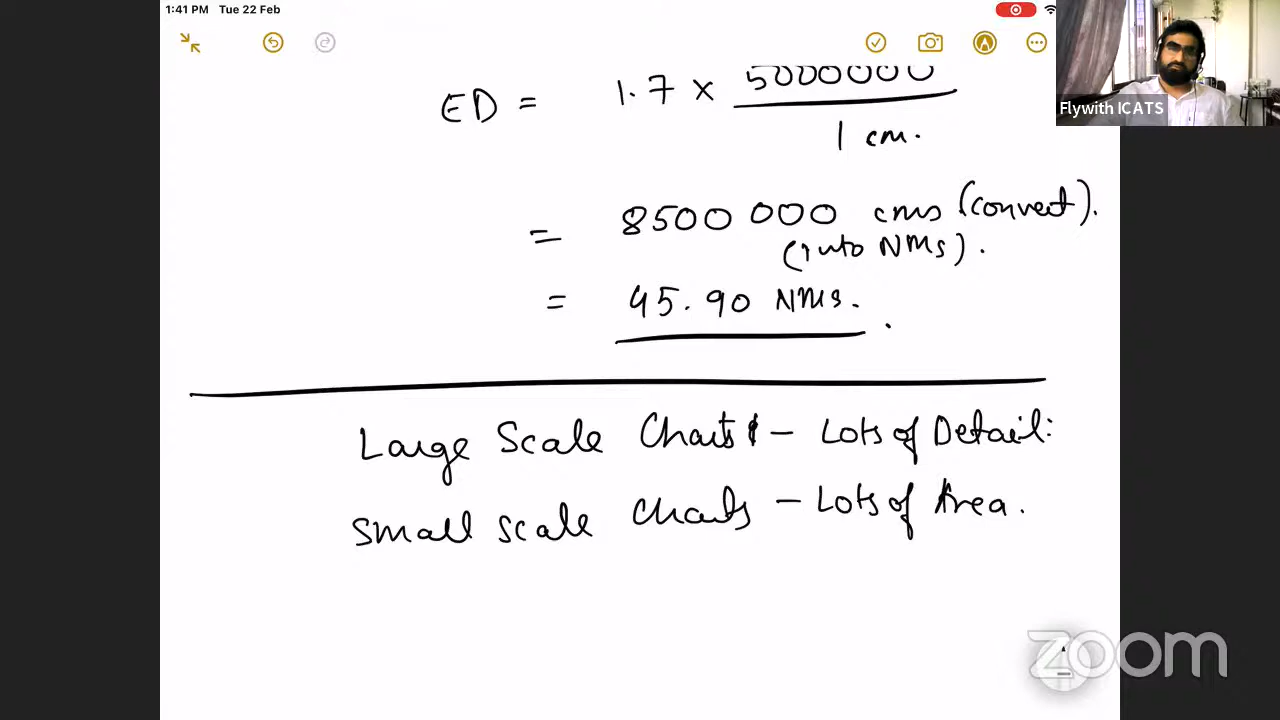 1:41 PM Tue 22 Feb
Flywith ICATS
ED = 1.7 × 5000000
1 cm.
= 8500 000 cms (convert).
(into NMs).
= 45.90 NMs.
Large Scale Charts - Lots of Detail:
Small Scale Charts - Lots of Area.
zoom